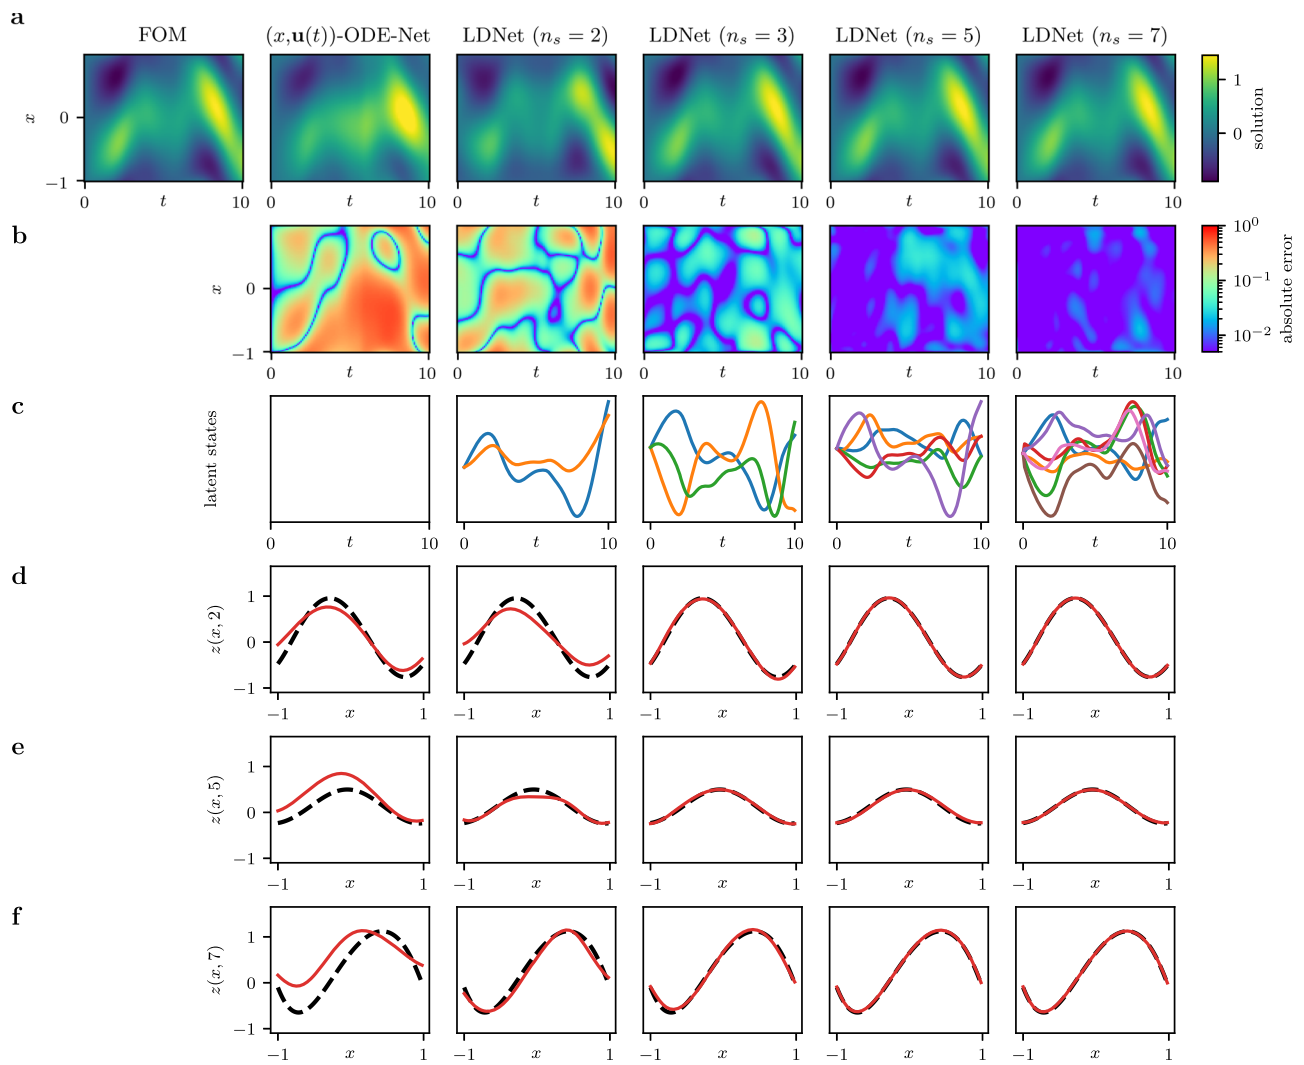 a
FOM (x,u(t))-ODE-Net LDNet (n_s = 2) LDNet (n_s = 3) LDNet (n_s = 5) LDNet (n_s = 7)
x 0 −1
0 t 10 0 t 10 0 t 10 0 t 10 0 t 10 0 t 10
1 0 solution
b
x 0 −1
0 t 10 0 t 10 0 t 10 0 t 10 0 t 10
10⁰ 10⁻¹ 10⁻² absolute error
c
latent states
0 t 10 0 t 10 0 t 10 0 t 10 0 t 10
d
z(x, 2) 1 0 −1
−1 x 1 −1 x 1 −1 x 1 −1 x 1 −1 x 1
e
z(x, 5) 1 0 −1
−1 x 1 −1 x 1 −1 x 1 −1 x 1 −1 x 1
f
z(x, 7) 1 0 −1
−1 x 1 −1 x 1 −1 x 1 −1 x 1 −1 x 1